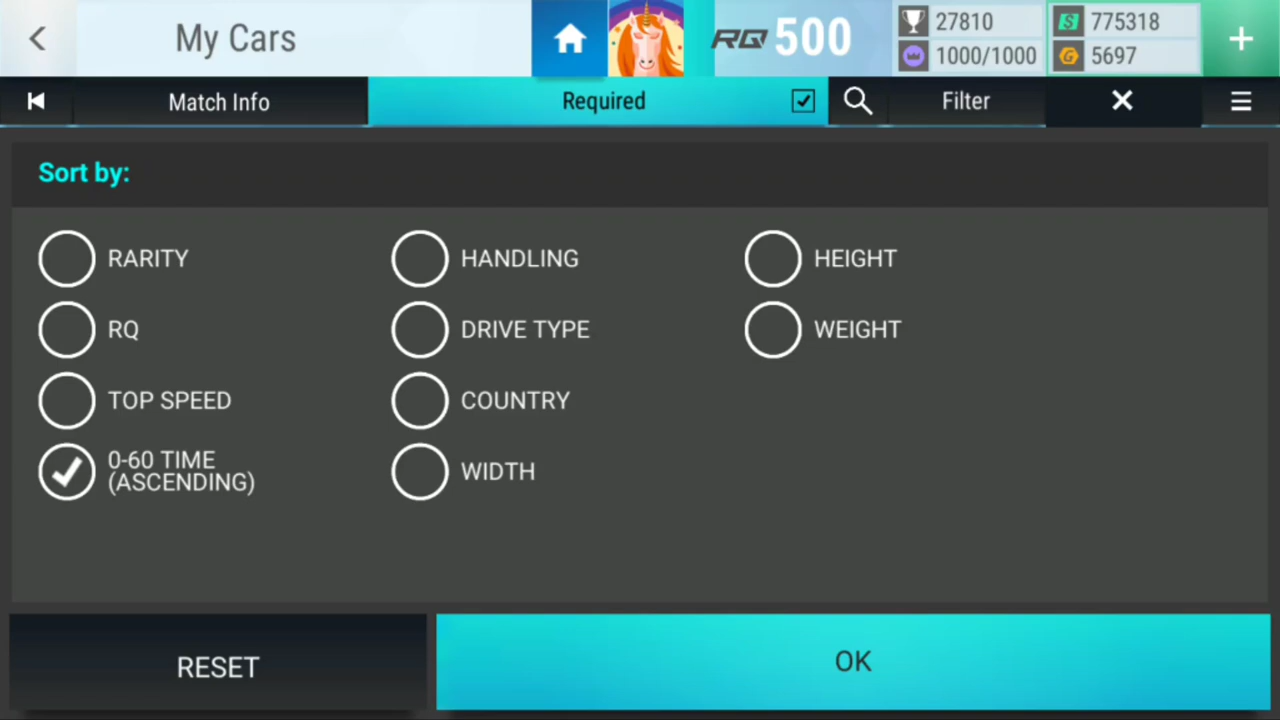 My Cars
RQ 500
27810
1000/1000
775318
5697
Match Info
Required
Filter
Sort by:
RARITY
HANDLING
HEIGHT
RQ
DRIVE TYPE
WEIGHT
TOP SPEED
COUNTRY
0-60 TIME
(ASCENDING)
WIDTH
RESET
OK